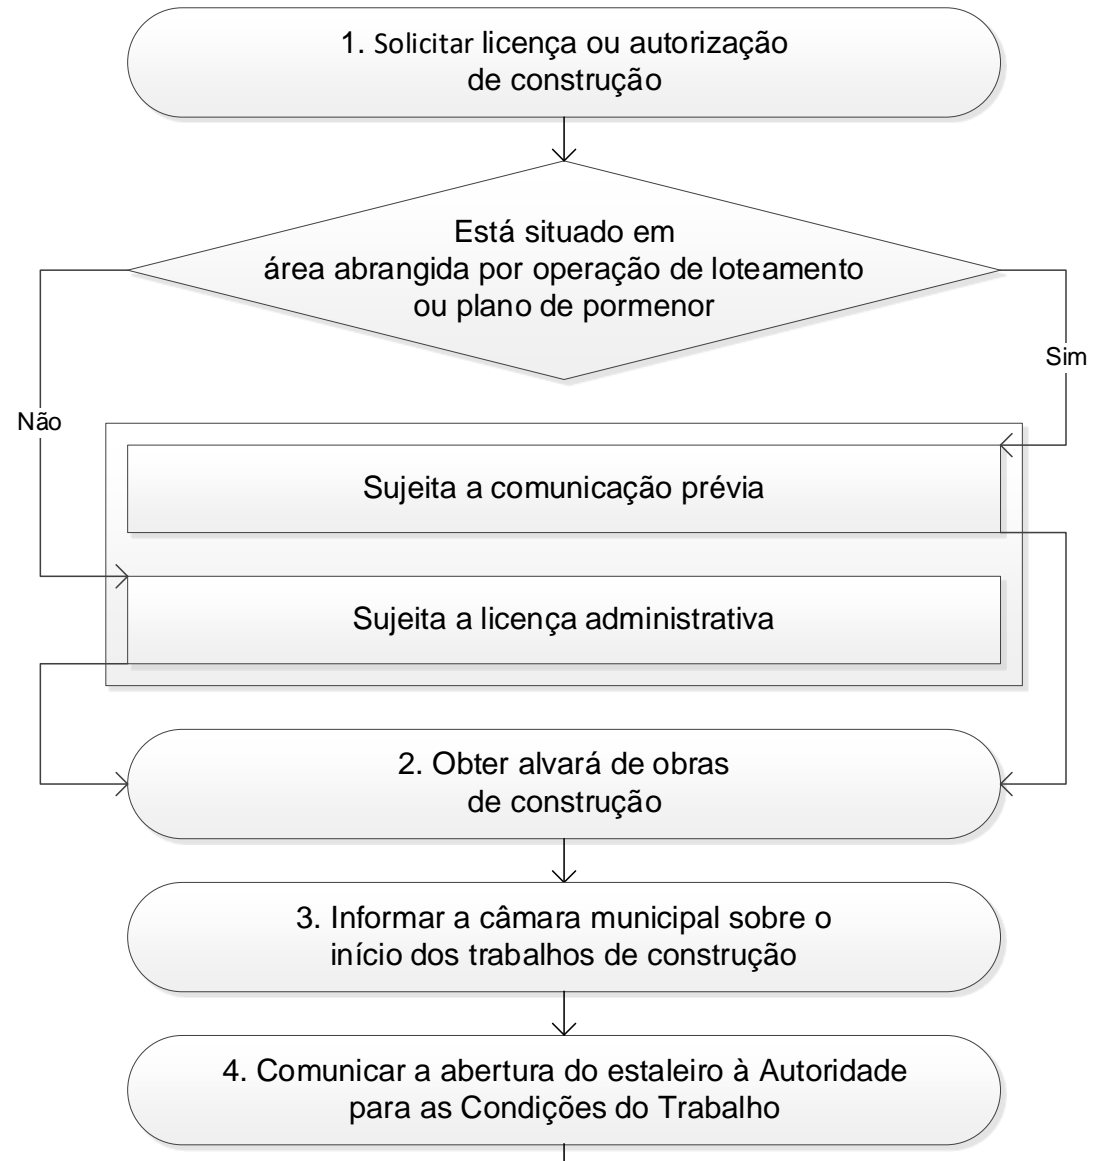 1. Solicitar licença ou autorização
de construção
Está situado em
área abrangida por operação de loteamento
ou plano de pormenor
Sim
Não
Sujeita a comunicação prévia
Sujeita a licença administrativa
2. Obter alvará de obras
de construção
3. Informar a câmara municipal sobre o
início dos trabalhos de construção
4. Comunicar a abertura do estaleiro à Autoridade
para as Condições do Trabalho